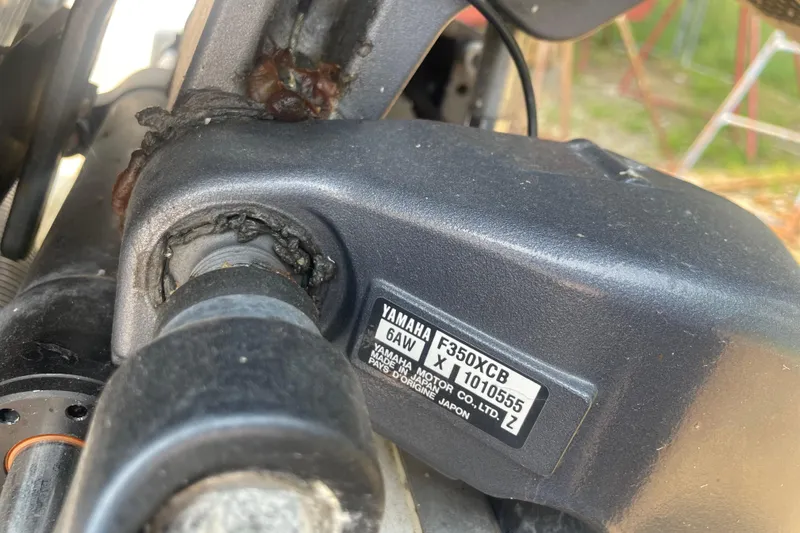 YAMAHA F350XCB
6AW X 1010555 Z
YAMAHA MOTOR CO., LTD.
MADE IN JAPAN
PAYS D'ORIGINE JAPON